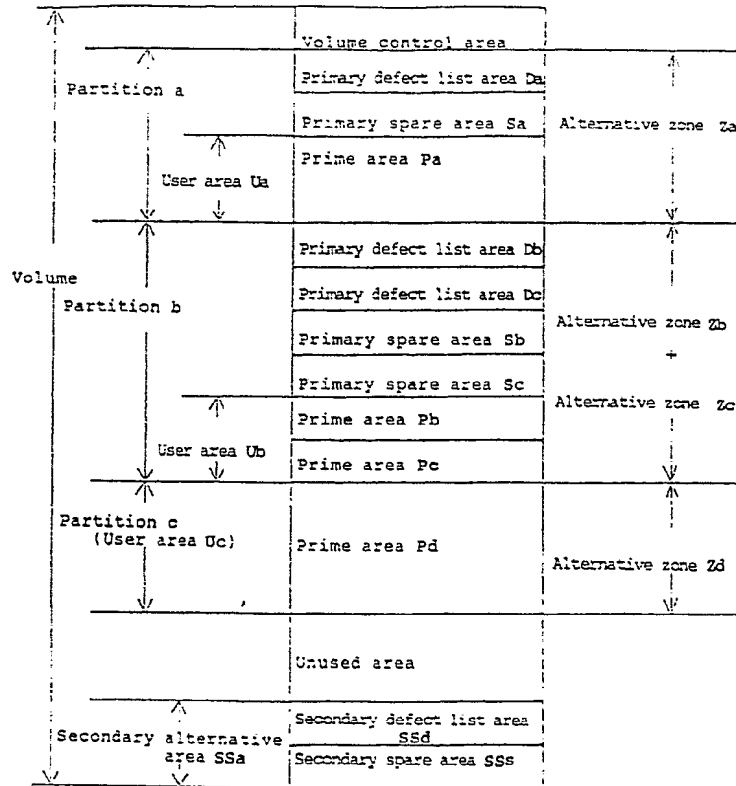 Volume control area
Primary defect list area Da
Partition a
Primary spare area Sa
Alternative zone Za
Prime area Pa
User area Ua
Primary defect list area Db
Volume
Primary defect list area Dc
Partition b
Alternative zone Zb
Primary spare area Sb
+
Primary spare area Sc
Alternative zone Zc
Prime area Pb
User area Ub
Prime area Pc
Partition c
(User area Uc)
Prime area Pd
Alternative zone Zd
Unused area
Secondary defect list area
SSd
Secondary alternative
area SSa
Secondary spare area SSs